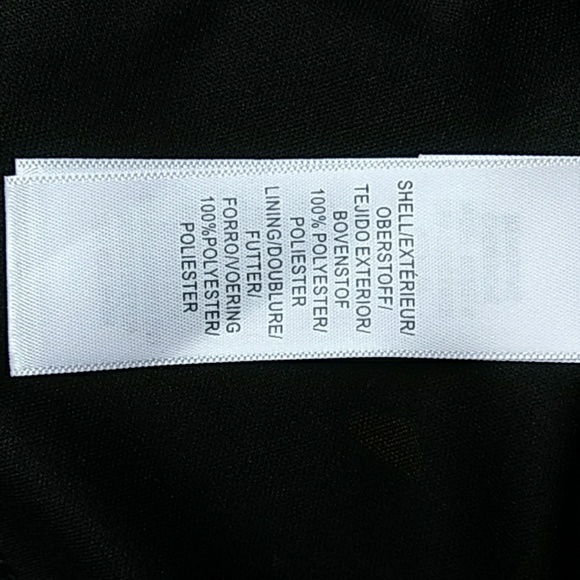 SHELL/EXTÉRIEUR/
OBERSTOFF/
TEJIDO EXTERIOR/
BOVENSTOF
100% POLYESTER/
POLIESTER
LINING/DOUBLURE/
FUTTER/
FORRO/VOERING
100%POLYESTER/
POLIESTER